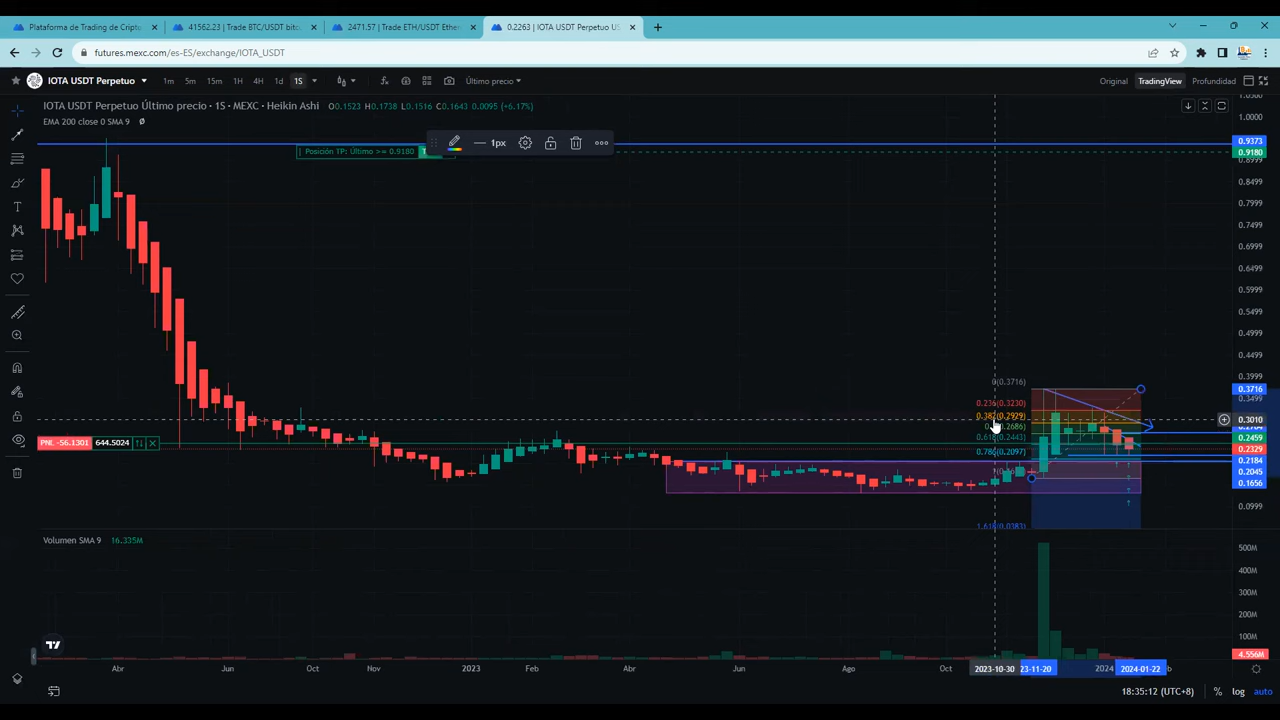 Plataforma de Trading de Cripto
41562.23 | Trade BTC/USDT bitc
2471.57 | Trade ETH/USDT Ether
0.2263 | IOTA USDT Perpetuo U
futures.mexc.com/es-ES/exchange/IOTA_USDT
IOTA USDT Perpetuo 1m 5m 15m 1H 4H 1d 1S Último precio Original TradingView Profundidad
IOTA USDT Perpetuo Último precio · 1S · MEXC · Heikin Ashi O0.1523 H0.1738 L0.1516 C0.1643 0.0095 (+6.17%)
EMA 200 close 0 SMA 9
1px
Posición TP: Último >= 0.9180
1.0000
0.9373
0.9180
0.8499
0.7999
0.7499
0.6999
0.6499
0.5999
0.5499
0.4999
0.4499
0.3999
0.3716
0.3499
0.3010
0.2459
0.2329
0.2184
0.2045
0.1656
0.0999
0(0.3716)
0.236(0.3230)
0.382(0.2929)
0.618(0.2443)
0.786(0.2097)
1.618(0.0383)
PNL -56.1301 644.5024
Volumen SMA 9 16.335M
500M
400M
300M
200M
100M
4.556M
Abr Jun Oct Nov 2023 Feb Abr Jun Ago Oct 2023-10-30 23-11-20 2024 2024-01-22
18:35:12 (UTC+8) % log auto